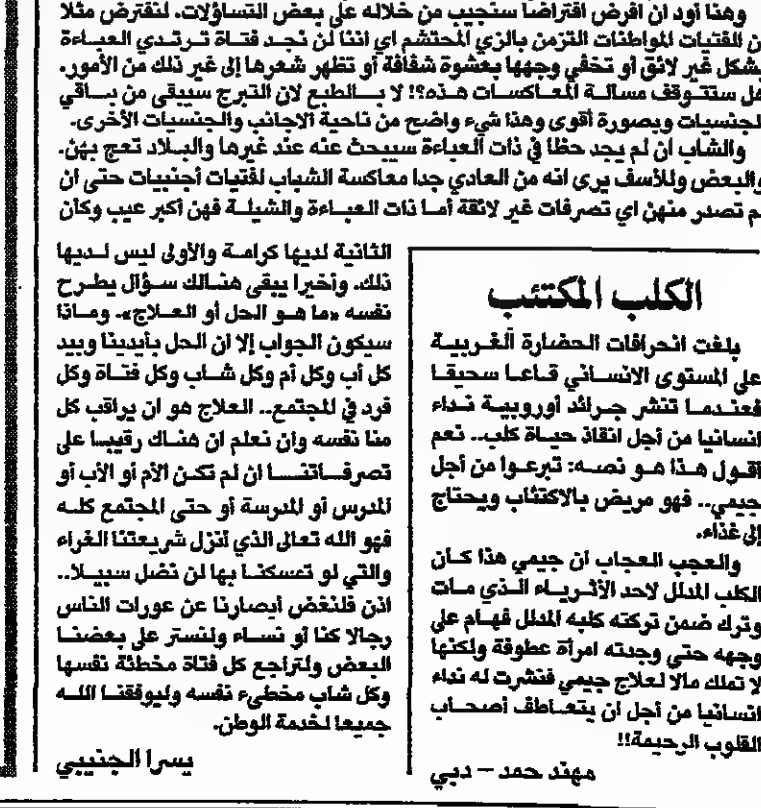 وهنا أود أن أفرض افتراضا سنجيب من خلاله على بعض التساؤلات. لنفترض مثلا
ن الفتيات المواطنات التزمن بالزي المحتشم اي اننا لن نجد فتاة ترتدي العباءة
بشكل غير لائق أو تخفي وجهها بغشوة شفافة أو تظهر شعرها إلى غير ذلك من الأمور.
هل ستتوقف مسالة المعاكسات هذه؟! لا بالطبع لان التبرج سيبقى من باقي
لجنسيات وبصورة أقوى وهذا شيء واضح من ناحية الاجانب والجنسيات الأخرى.
والشاب ان لم يجد حظا في ذات العباءة سيبحث عنه عند غيرها والبلاد تعج بهن.
والبعض وللأسف يرى انه من العادي جدا معاكسة الشباب لفتيات أجنبيات حتى ان
م تصدر منهن اي تصرفات غير لائقة أما ذات العباءة والشيلة فهن أكبر عيب وكأن
الثانية لديها كرامة والأولى ليس لديها
ذلك. وأخيرا يبقى هنالك سؤال يطرح
نفسه «ما هو الحل أو العلاج». وماذا
سيكون الجواب إلا ان الحل بأيدينا وبيد
كل أب وكل أم وكل شاب وكل فتاة وكل
فرد في المجتمع.. العلاج هو ان يراقب كل
منا نفسه وان نعلم ان هناك رقيبا على
تصرفاتنا ان لم تكن الأم أو الأب أو
المدرس أو المدرسة أو حتى المجتمع كله
فهو الله تعالى الذي أنزل شريعتنا الغراء
والتي لو تمسكنا بها لن نضل سبيلا..
اذن فلنغض أبصارنا عن عورات الناس
رجالا كنا أو نساء ولنستر على بعضنا
البعض ولتراجع كل فتاة مخطئة نفسها
وكل شاب مخطيء نفسه وليوفقنا الله
جميعا لخدمة الوطن.
يسرا الجنيبي
الكلب المكتئب
بلغت انحرافات الحضارة الغربية
على المستوى الانساني قاعا سحيقا
فعندما تنشر جرائد أوروبية نداء
انسانيا من أجل انقاذ حياة كلب.. نعم
أقول هذا هو نصه: تبرعوا من أجل
جيمي.. فهو مريض بالاكتئاب ويحتاج
إلى غذاء.
والعجب العجاب ان جيمي هذا كان
الكلب المدلل لاحد الأثرياء الذي مات
وترك ضمن تركته كلبه المدلل فهام على
وجهه حتى وجدته امرأة عطوفة ولكنها
لا تملك مالا لعلاج جيمي فنشرت له نداء
انسانيا من أجل ان يتعاطف أصحاب
القلوب الرحيمة!!
مهند حمد – دبي